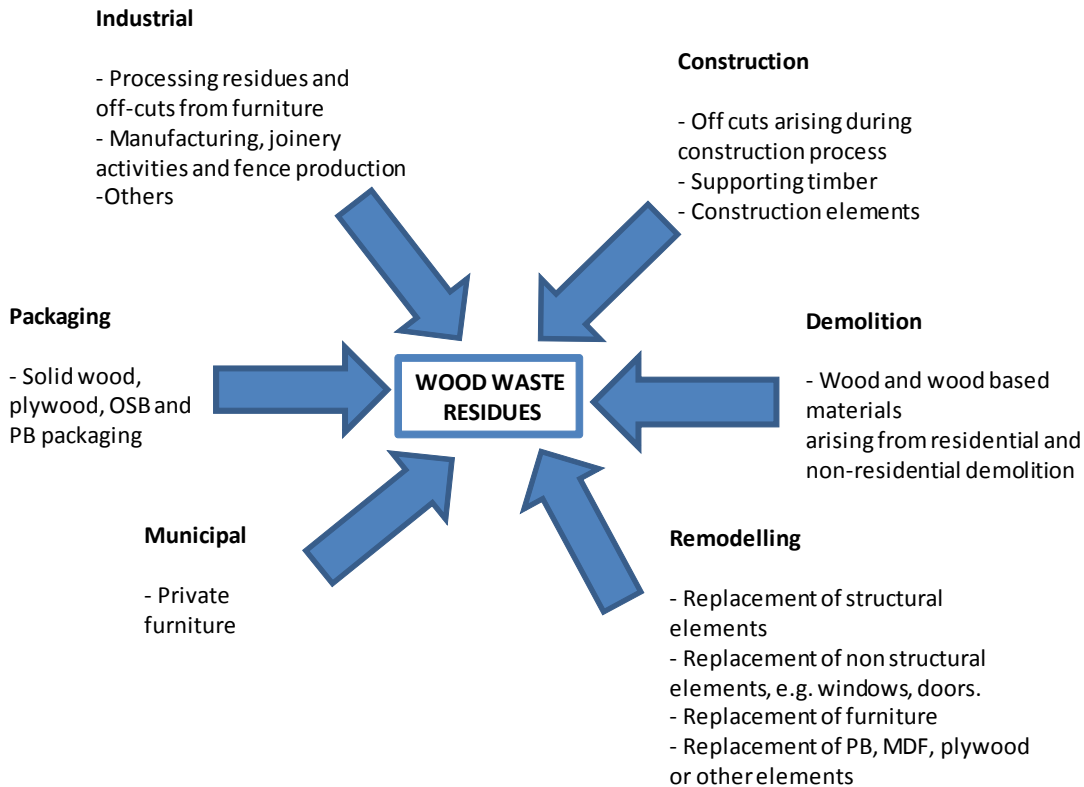 Industrial
- Processing residues and
off-cuts from furniture
- Manufacturing, joinery
activities and fence production
-Others
Construction
- Off cuts arising during
construction process
- Supporting timber
- Construction elements
Packaging
- Solid wood,
plywood, OSB and
PB packaging
WOOD WASTE
RESIDUES
Demolition
- Wood and wood based
materials
arising from residential and
non-residential demolition
Municipal
- Private
furniture
Remodelling
- Replacement of structural
elements
- Replacement of non structural
elements, e.g. windows, doors.
- Replacement of furniture
- Replacement of PB, MDF, plywood
or other elements